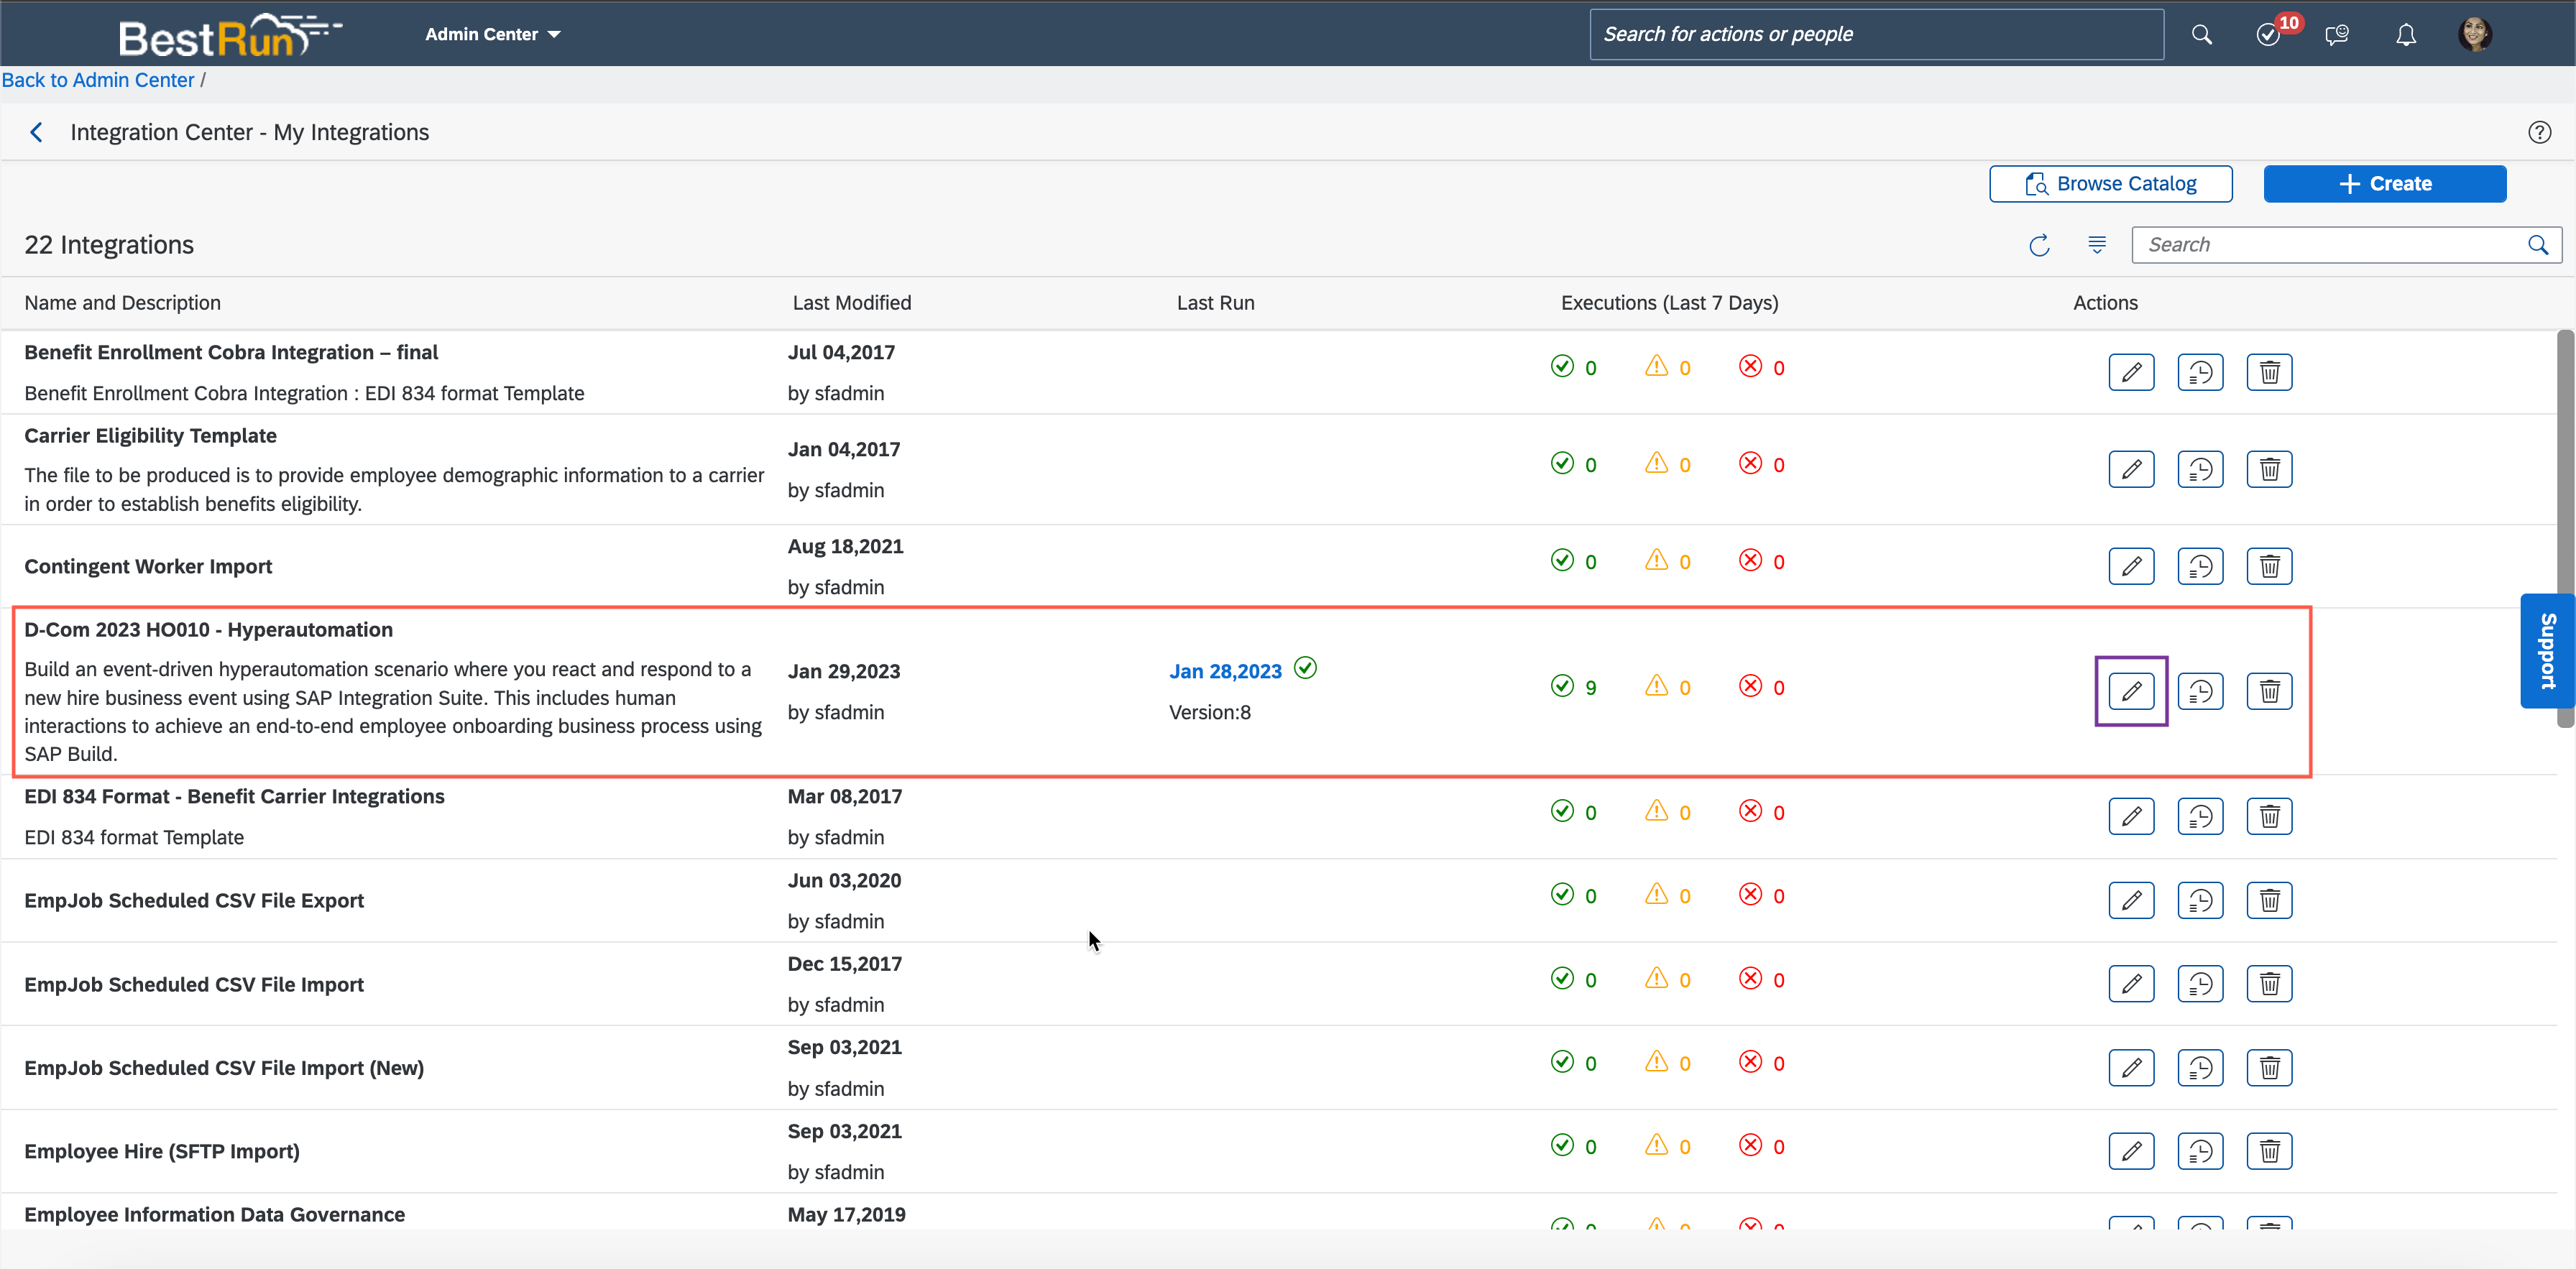 BestRun
Admin Center
Search for actions or people
10
Back to Admin Center /
Integration Center - My Integrations
Browse Catalog
+ Create
22 Integrations
Search
Name and Description Last Modified Last Run Executions (Last 7 Days) Actions
Benefit Enrollment Cobra Integration – final
Benefit Enrollment Cobra Integration : EDI 834 format Template
Jul 04,2017
by sfadmin
0 0 0
Carrier Eligibility Template
The file to be produced is to provide employee demographic information to a carrier
in order to establish benefits eligibility.
Jan 04,2017
by sfadmin
0 0 0
Contingent Worker Import
Aug 18,2021
by sfadmin
0 0 0
D-Com 2023 HO010 - Hyperautomation
Build an event-driven hyperautomation scenario where you react and respond to a
new hire business event using SAP Integration Suite. This includes human
interactions to achieve an end-to-end employee onboarding business process using
SAP Build.
Jan 29,2023
by sfadmin
Jan 28,2023
Version:8
9 0 0
Support
EDI 834 Format - Benefit Carrier Integrations
EDI 834 format Template
Mar 08,2017
by sfadmin
0 0 0
EmpJob Scheduled CSV File Export
Jun 03,2020
by sfadmin
0 0 0
EmpJob Scheduled CSV File Import
Dec 15,2017
by sfadmin
0 0 0
EmpJob Scheduled CSV File Import (New)
Sep 03,2021
by sfadmin
0 0 0
Employee Hire (SFTP Import)
Sep 03,2021
by sfadmin
0 0 0
Employee Information Data Governance
May 17,2019